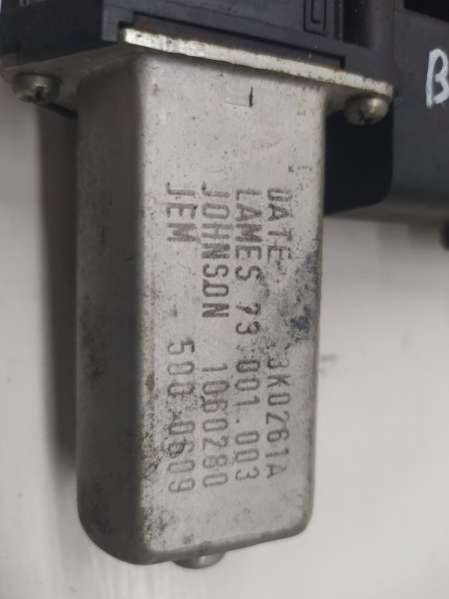 DATE- 3K0261A
LAMES 73.001.003
JOHNSON 1060280
JEM - 500-0609
B